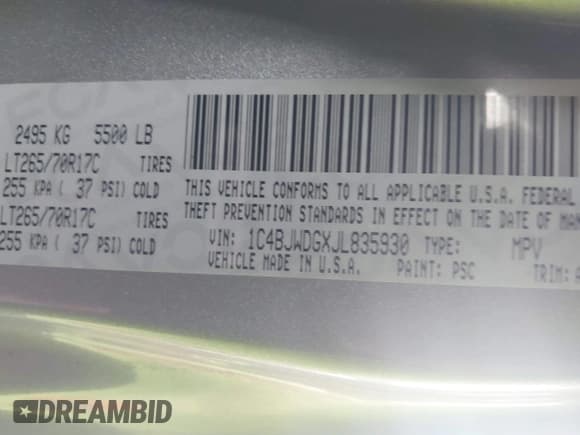 2495 KG 5500 LB
LT265/70R17C TIRES
255 KPA ( 37 PSI) COLD
LT265/70R17C TIRES
255 KPA ( 37 PSI) COLD
THIS VEHICLE CONFORMS TO ALL APPLICABLE U.S.A. FEDERAL
THEFT PREVENTION STANDARDS IN EFFECT ON THE DATE OF MAN
VIN: 1C4BJWDGXJL835930 TYPE: MPV
VEHICLE MADE IN U.S.A. PAINT: PSC TRIM: A
DREAMBID